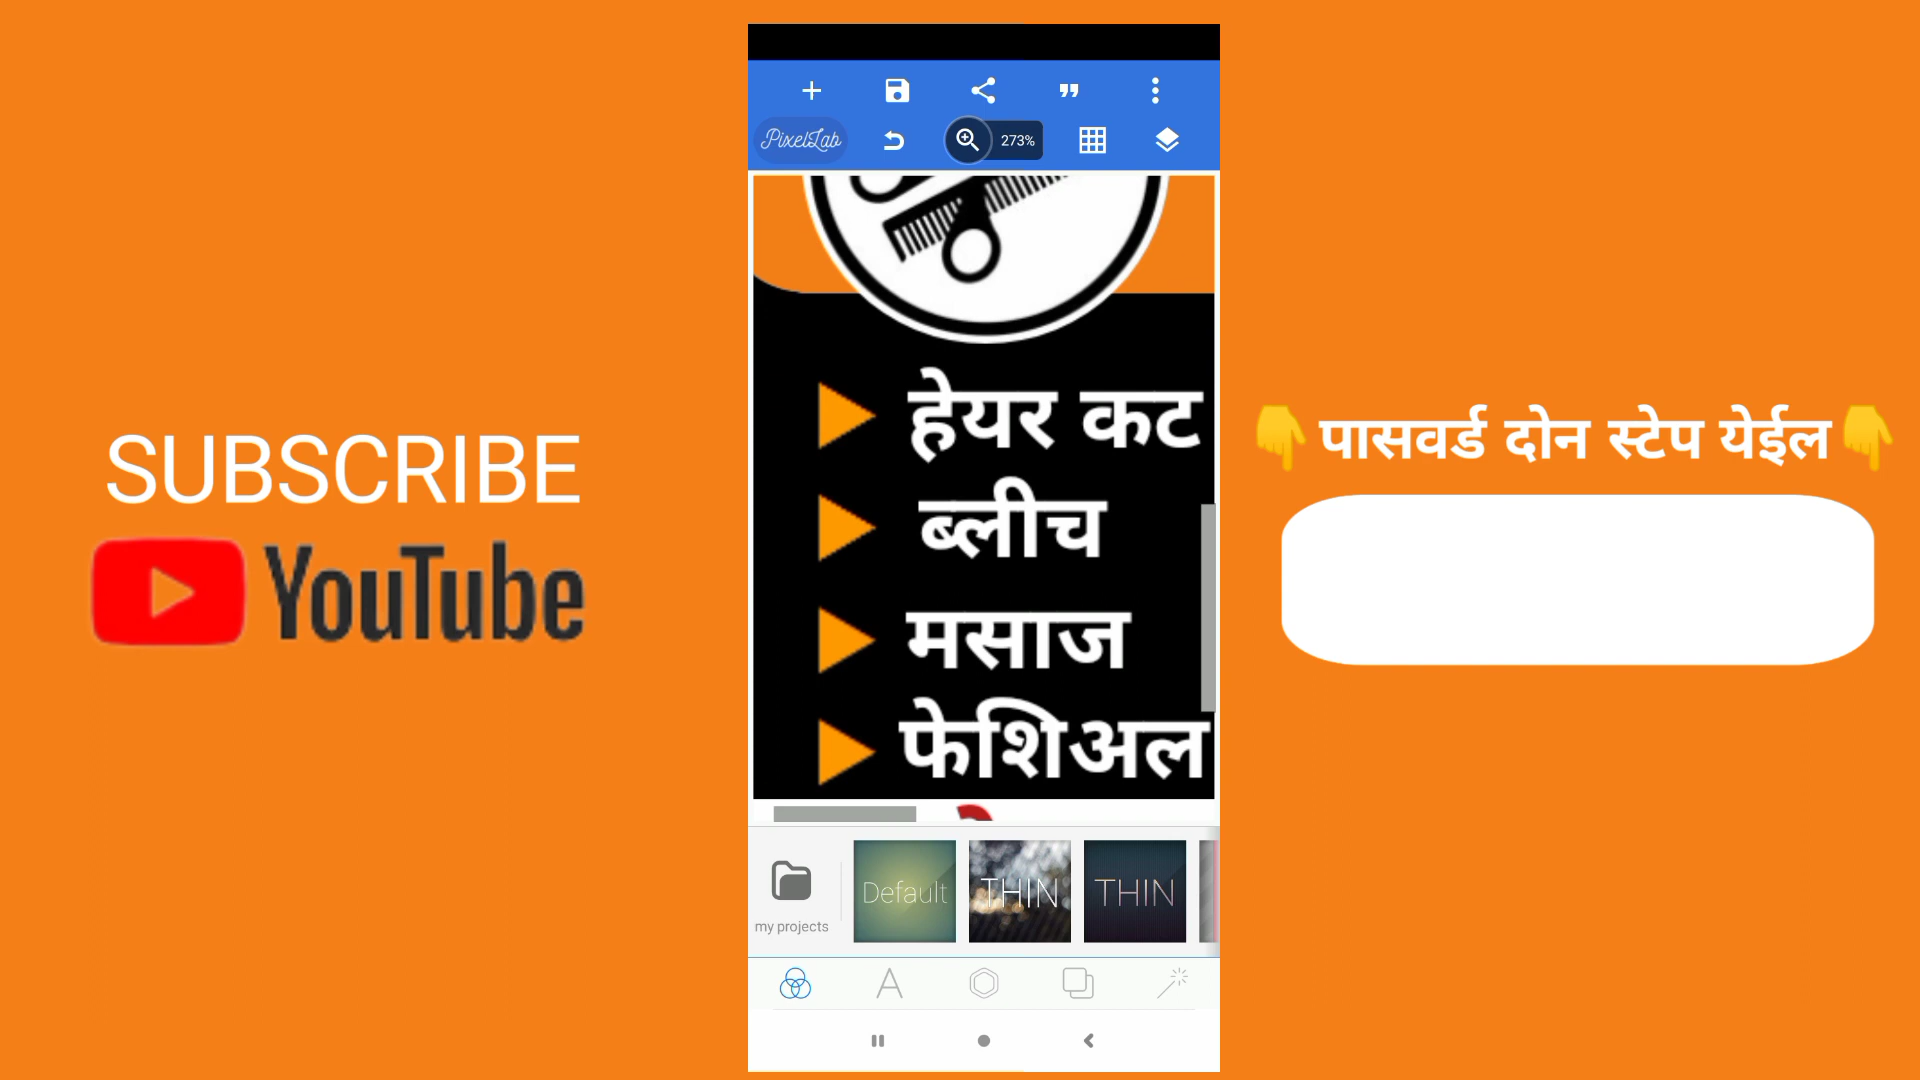 SUBSCRIBE
YouTube
PixelLab
273%
हेयर कट
ब्लीच
मसाज
फेशिअल
my projects
Default
THIN
THIN
👇पासवर्ड दोन स्टेप येईल👇